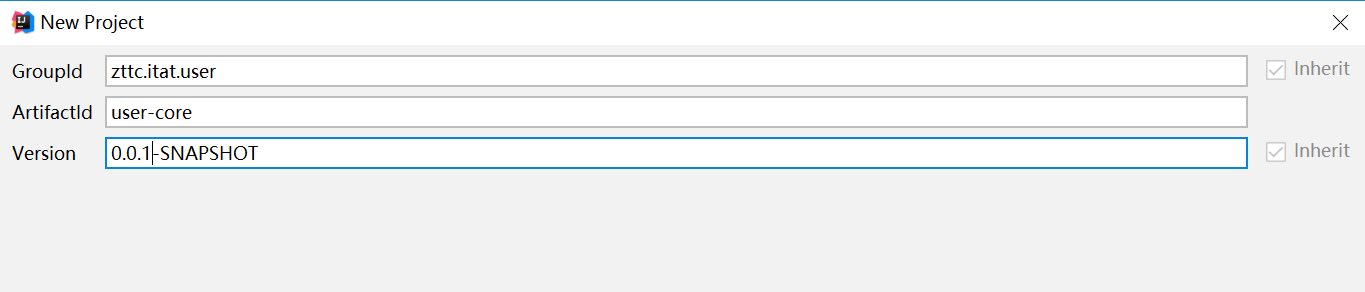 New Project
GroupId zttc.itat.user Inherit
ArtifactId user-core
Version 0.0.1-SNAPSHOT Inherit